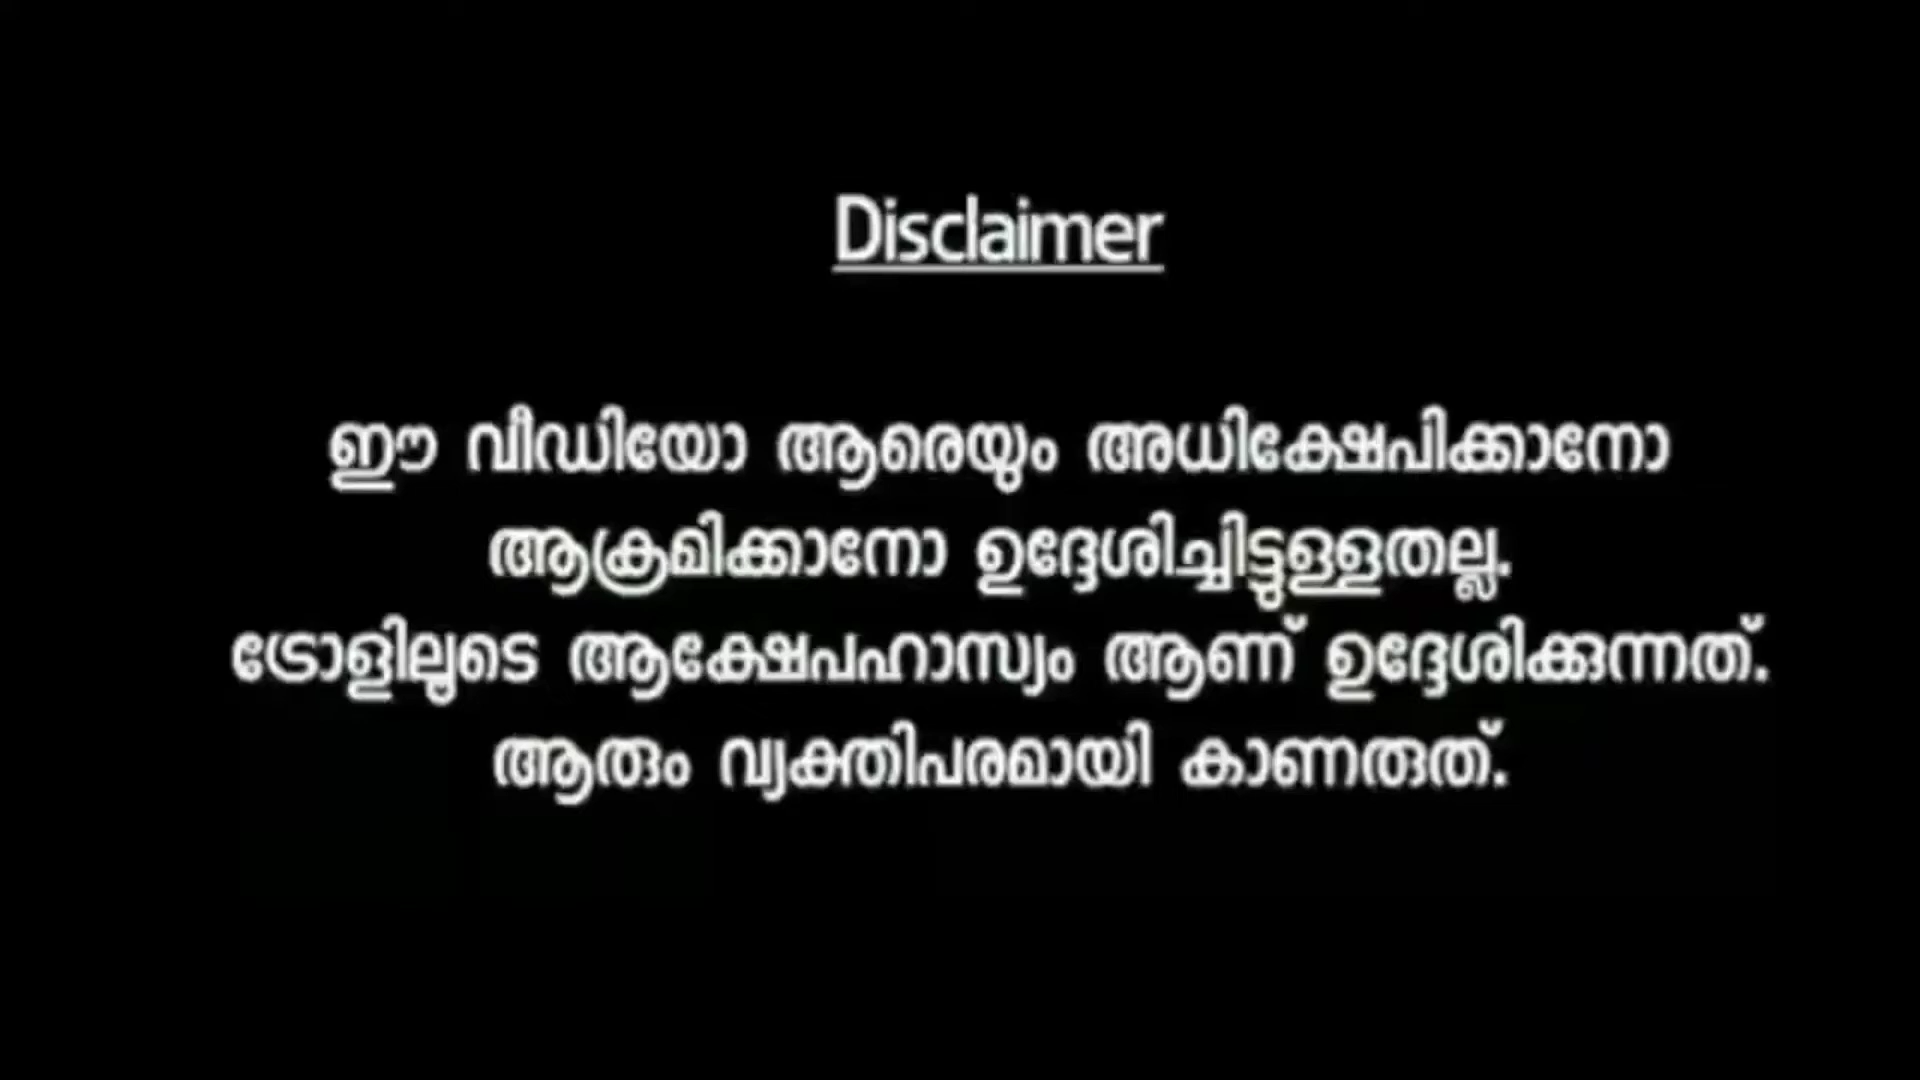 Disclaimer
ഈ വീഡിയോ ആരെയും അധിക്ഷേപിക്കാനോ
ആക്രമിക്കാനോ ഉദ്ദേശിച്ചിട്ടുള്ളതല്ല.
ട്രോളിലൂടെ ആക്ഷേപഹാസ്യം ആണ് ഉദ്ദേശിക്കുന്നത്.
ആരും വ്യക്തിപരമായി കാണരുത്.